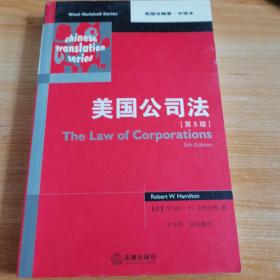 West Nutshell Series
美国法精要·中译本
chinese
translation
series
美国公司法
[第5版]
The Law of Corporations
5th Edition
Robert W. Hamilton
法律出版社